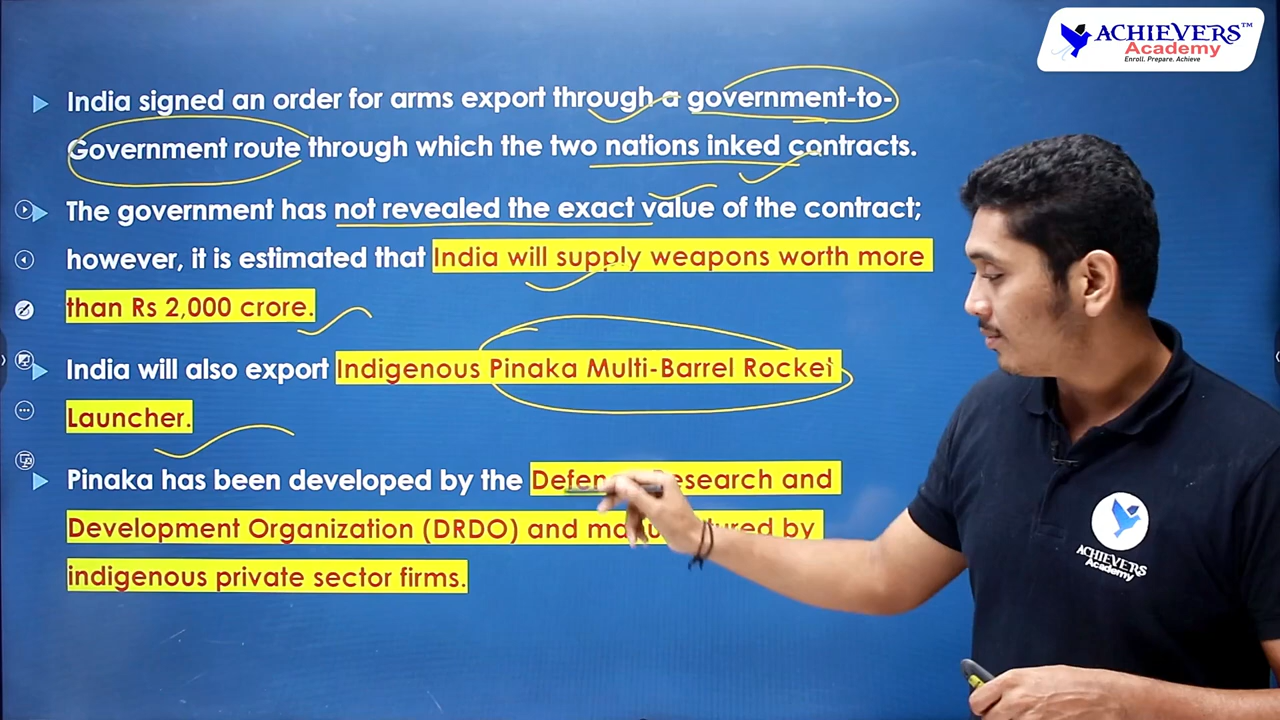 ACHIEVERS™
Academy
Enroll. Prepare. Achieve
India signed an order for arms export through a government-to-
Government route through which the two nations inked contracts.
The government has not revealed the exact value of the contract;
however, it is estimated that India will supply weapons worth more
than Rs 2,000 crore.
India will also export Indigenous Pinaka Multi-Barrel Rocket
Launcher.
Pinaka has been developed by the Research and
Development Organization (DRDO) and by
indigenous private sector firms.
ACHIEVERS
Academy